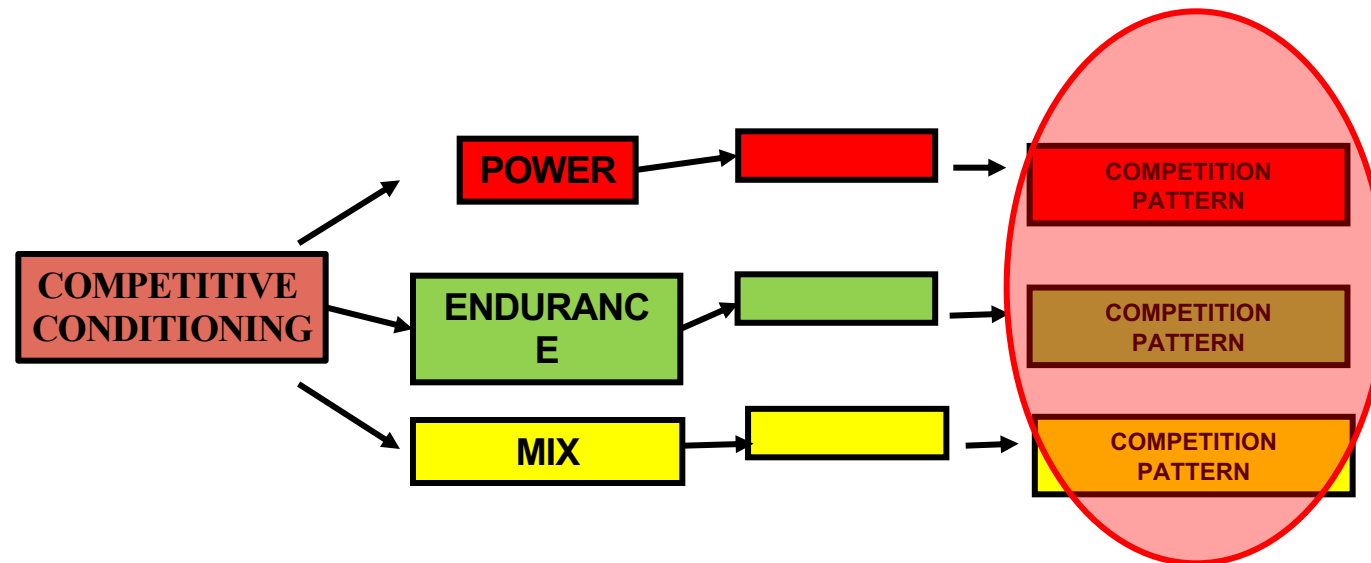 POWER
COMPETITION
PATTERN
COMPETITIVE
CONDITIONING
ENDURANC
E
COMPETITION
PATTERN
MIX
COMPETITION
PATTERN